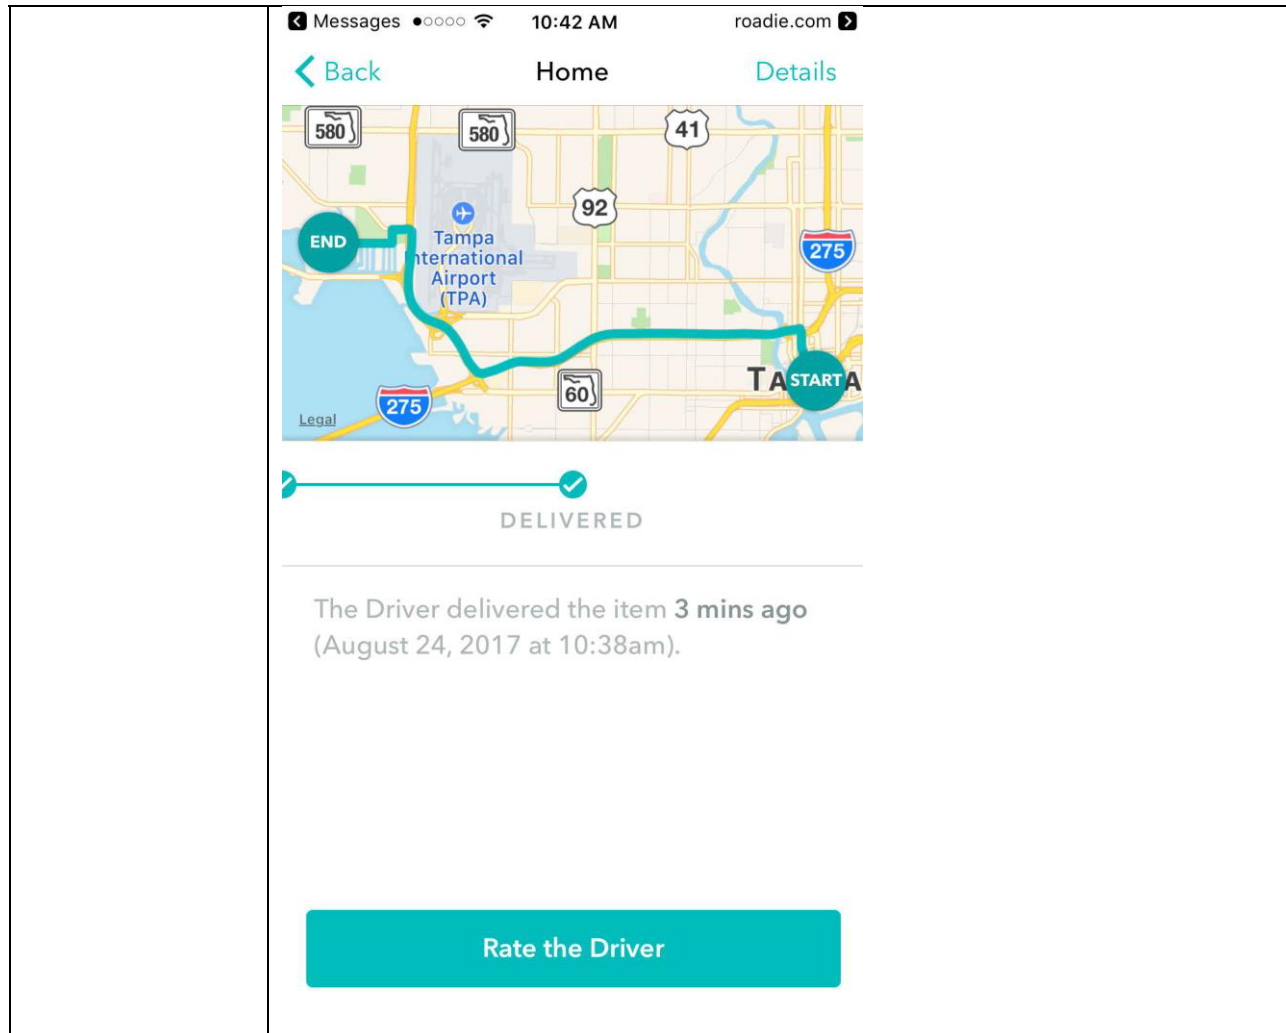 Messages 10:42 AM roadie.com
Back Home Details
580 580 41
92
END
Tampa
nternational
Airport
(TPA)
275
60
TA START A
275
Legal
DELIVERED
The Driver delivered the item 3 mins ago
(August 24, 2017 at 10:38am).
Rate the Driver